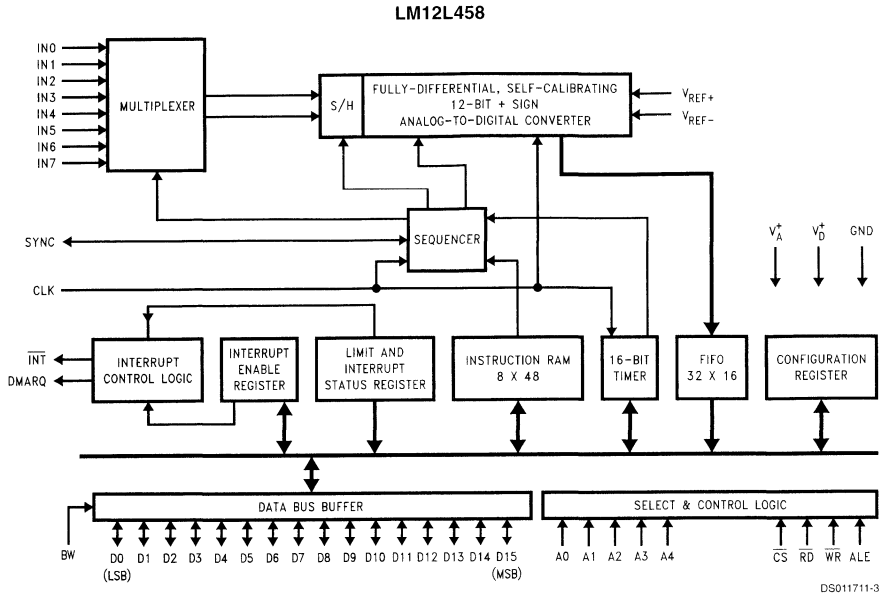 LM12L458
IN0
IN1
IN2
IN3
IN4
IN5
IN6
IN7
MULTIPLEXER
S/H
FULLY-DIFFERENTIAL, SELF-CALIBRATING
12-BIT + SIGN
ANALOG-TO-DIGITAL CONVERTER
VREF+
VREF-
SYNC
SEQUENCER
CLK
VA+
VD+
GND
INT
DMARQ
INTERRUPT
CONTROL LOGIC
INTERRUPT
ENABLE
REGISTER
LIMIT AND
INTERRUPT
STATUS REGISTER
INSTRUCTION RAM
8 X 48
16-BIT
TIMER
FIFO
32 X 16
CONFIGURATION
REGISTER
DATA BUS BUFFER
SELECT & CONTROL LOGIC
BW
D0 D1 D2 D3 D4 D5 D6 D7 D8 D9 D10 D11 D12 D13 D14 D15
(LSB) (MSB)
A0 A1 A2 A3 A4
CS RD WR ALE
DS011711-3